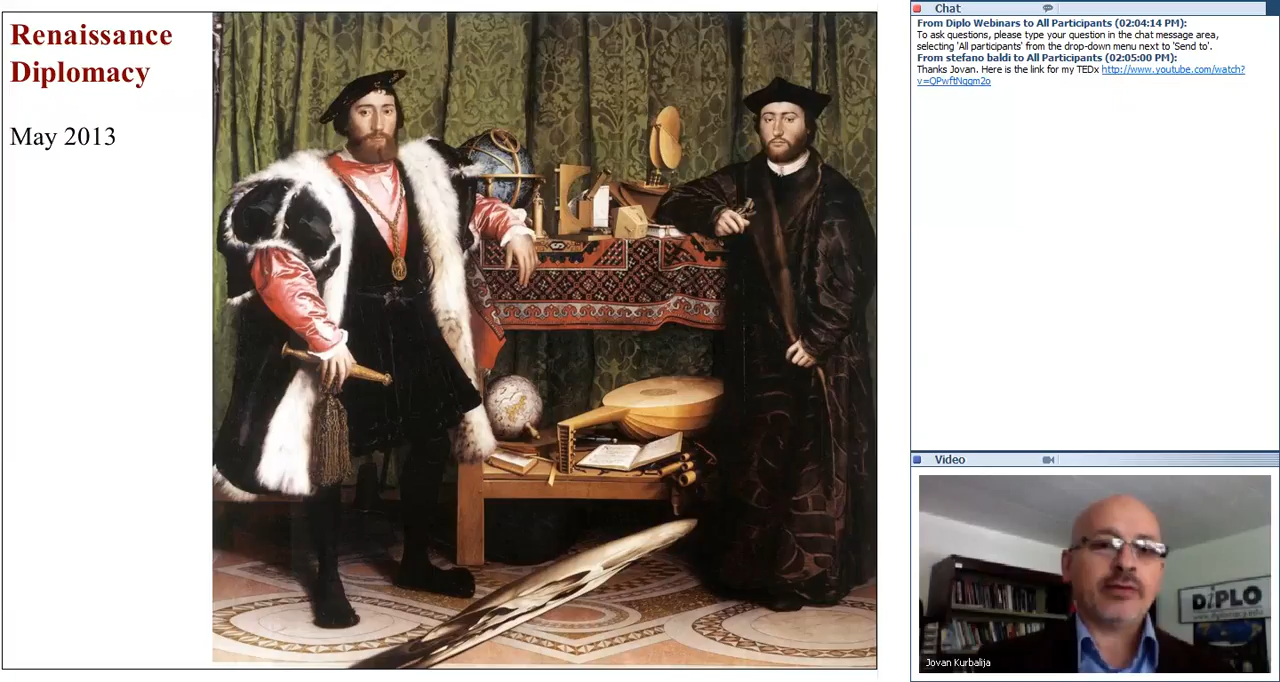 Renaissance
Diplomacy
May 2013
Chat
From Diplo Webinars to All Participants (02:04:14 PM):
To ask questions, please type your question in the chat message area,
selecting 'All participants' from the drop-down menu next to 'Send to'.
From stefano baldi to All Participants (02:05:00 PM):
Thanks Jovan. Here is the link for my TEDx http://www.youtube.com/watch?
v=QPwftNqqm2o
Video
DiPLO
Jovan Kurbalija